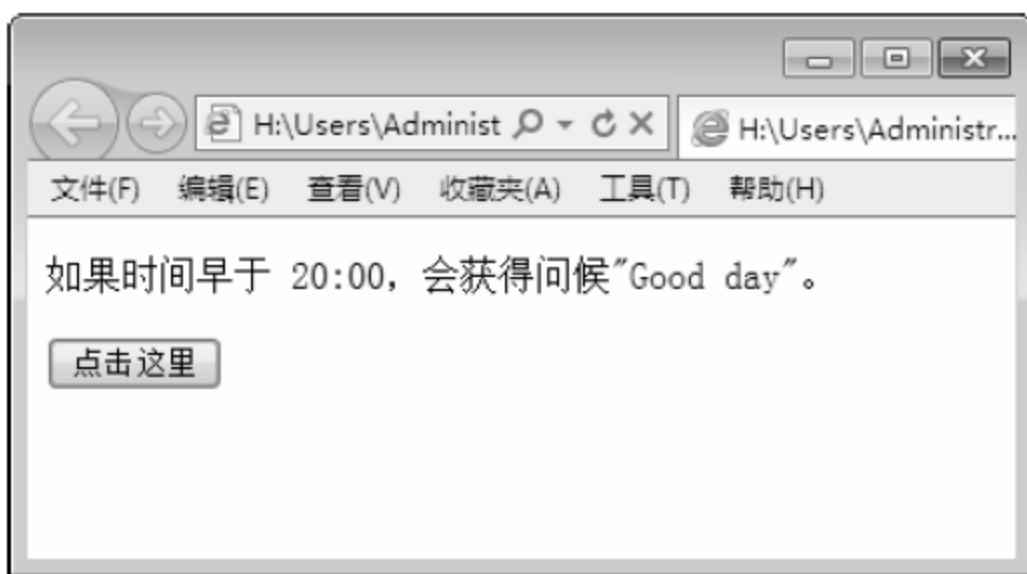 H:\Users\Administ
H:\Users\Administr...
文件(F) 编辑(E) 查看(V) 收藏夹(A) 工具(T) 帮助(H)
如果时间早于 20:00，会获得问候"Good day"。
点击这里